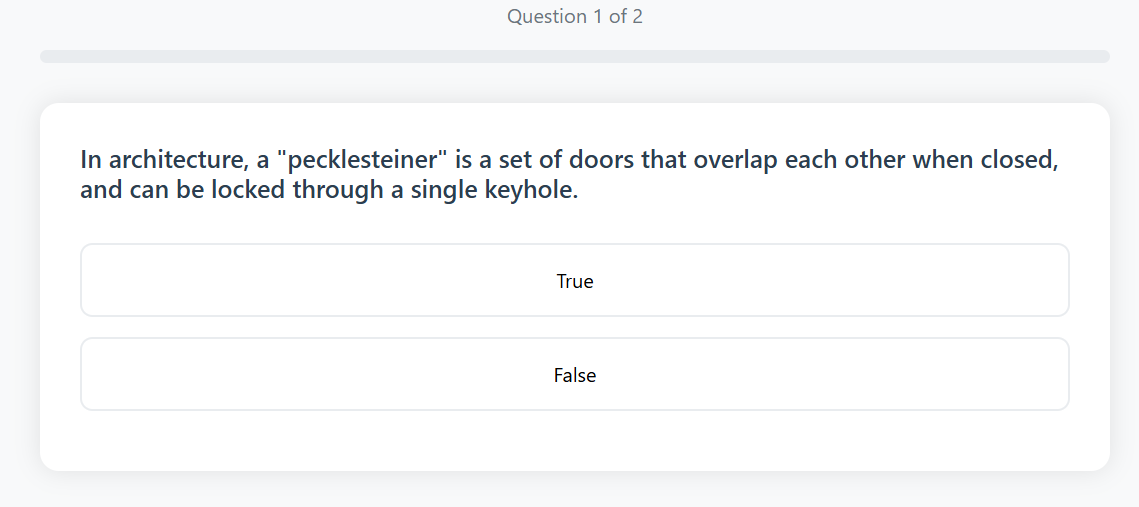 Question 1 of 2
In architecture, a "pecklesteiner" is a set of doors that overlap each other when closed,
and can be locked through a single keyhole.
True
False